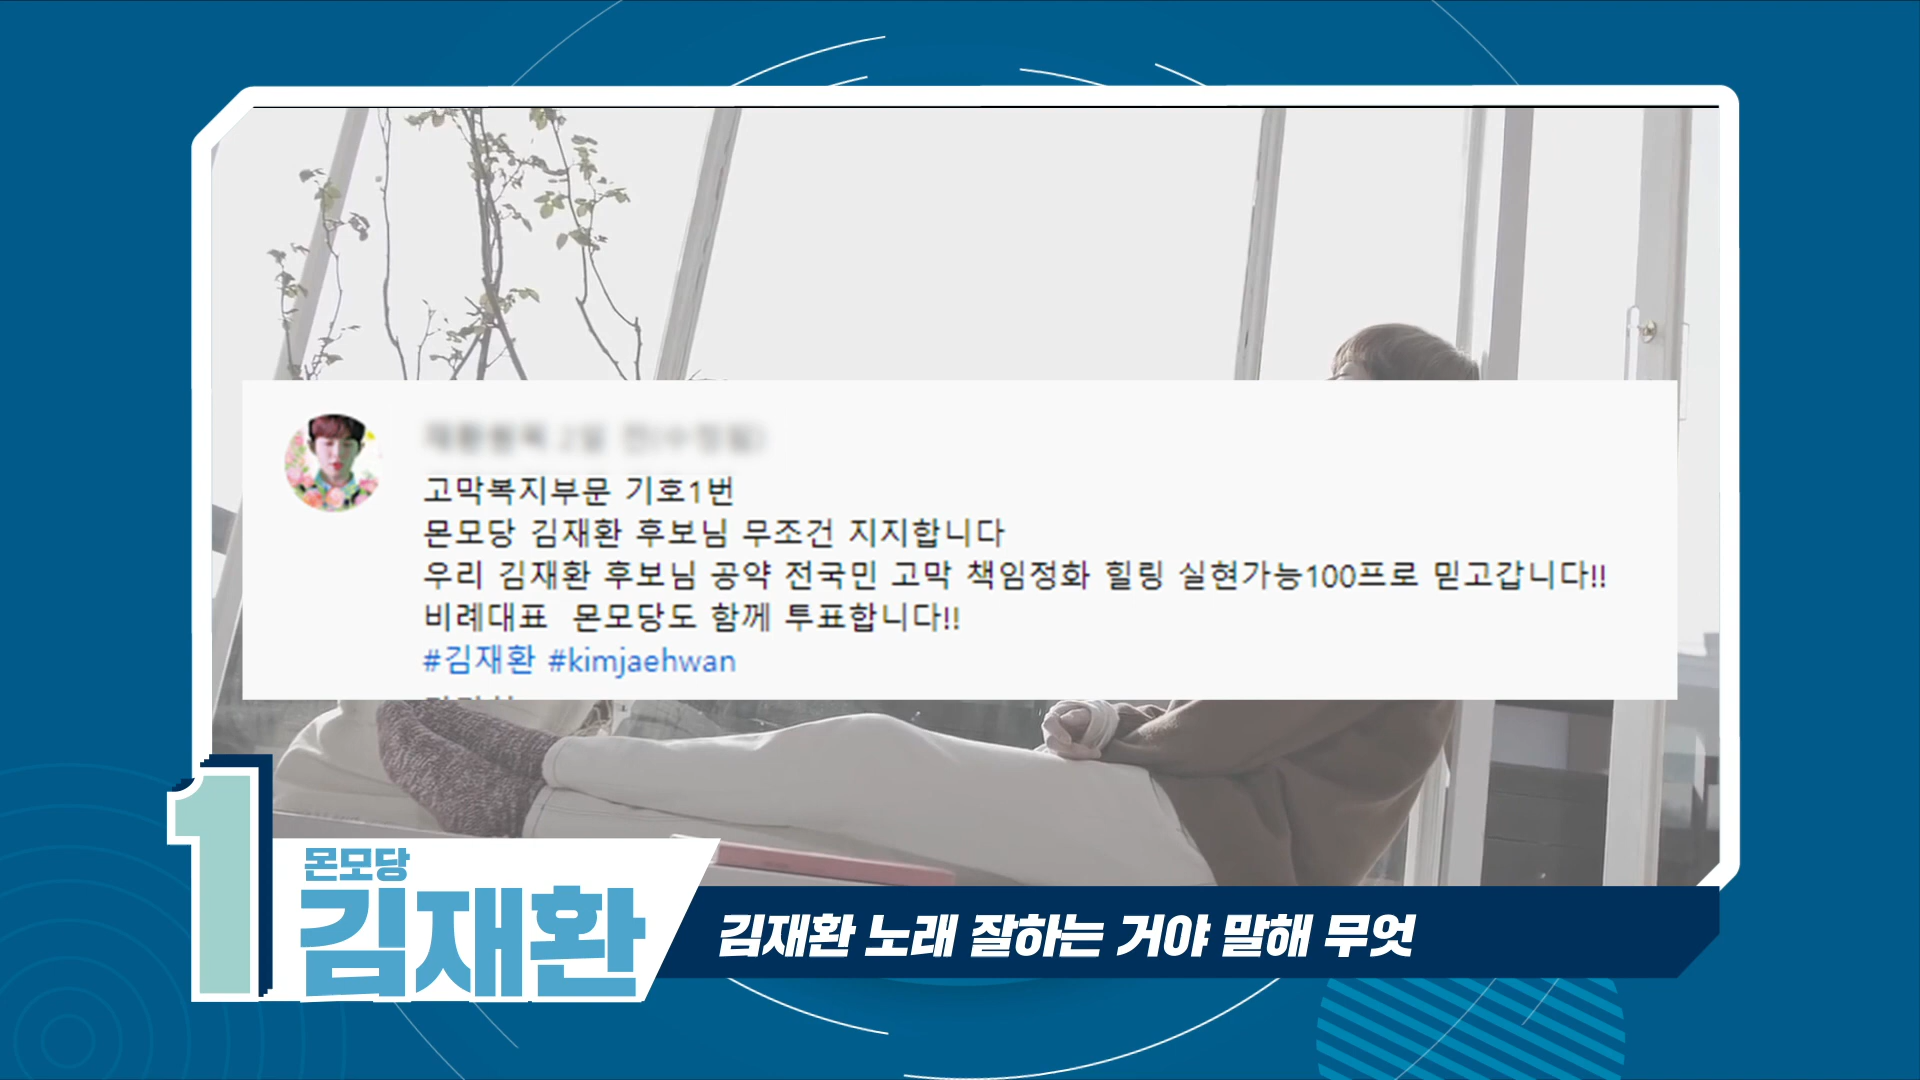 고막복지부문 기호1번
몬모당 김재환 후보님 무조건 지지합니다
우리 김재환 후보님 공약 전국민 고막 책임정화 힐링 실현가능100프로 믿고갑니다!!
비례대표 몬모당도 함께 투표합니다!!
#김재환 #kimjaehwan
1
몬모당
김재환
김재환 노래 잘하는 거야 말해 무엇